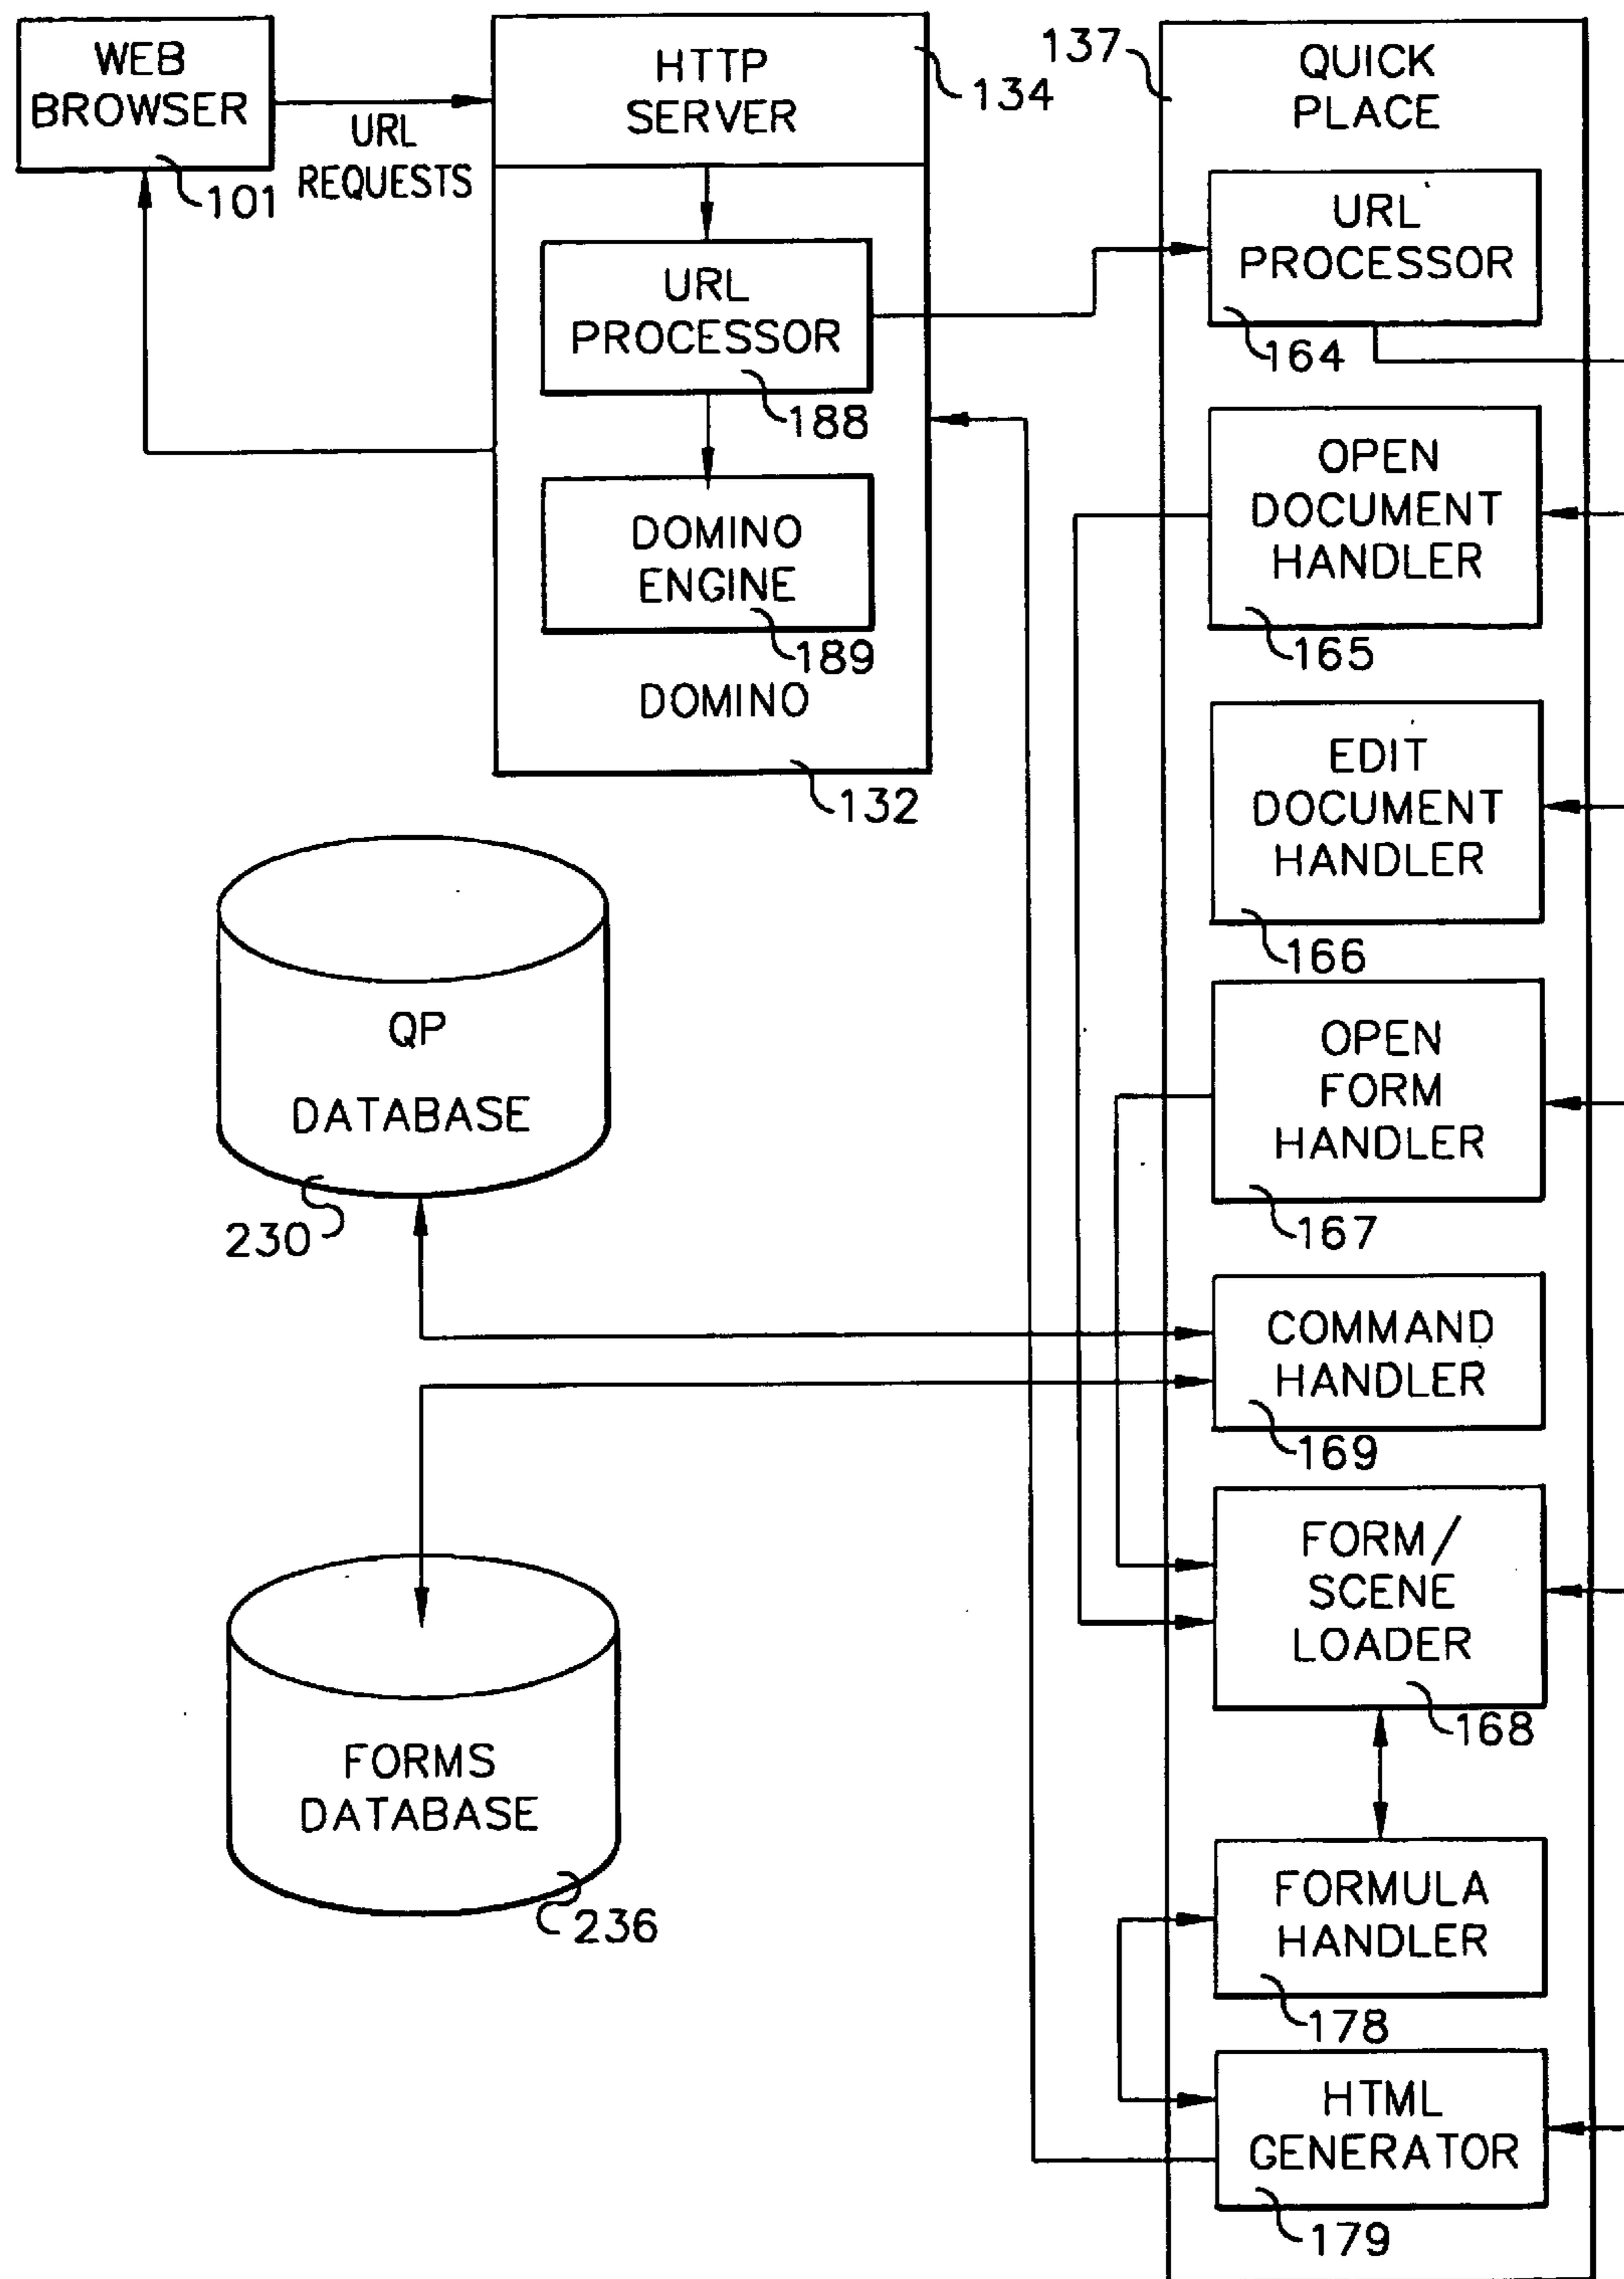 WEB
BROWSER
101
URL
REQUESTS
HTTP
SERVER
134
URL
PROCESSOR
188
DOMINO
ENGINE
189
DOMINO
132
137
QUICK
PLACE
URL
PROCESSOR
164
OPEN
DOCUMENT
HANDLER
165
EDIT
DOCUMENT
HANDLER
166
OPEN
FORM
HANDLER
167
COMMAND
HANDLER
169
FORM/
SCENE
LOADER
168
FORMULA
HANDLER
178
HTML
GENERATOR
179
QP
DATABASE
230
FORMS
DATABASE
236